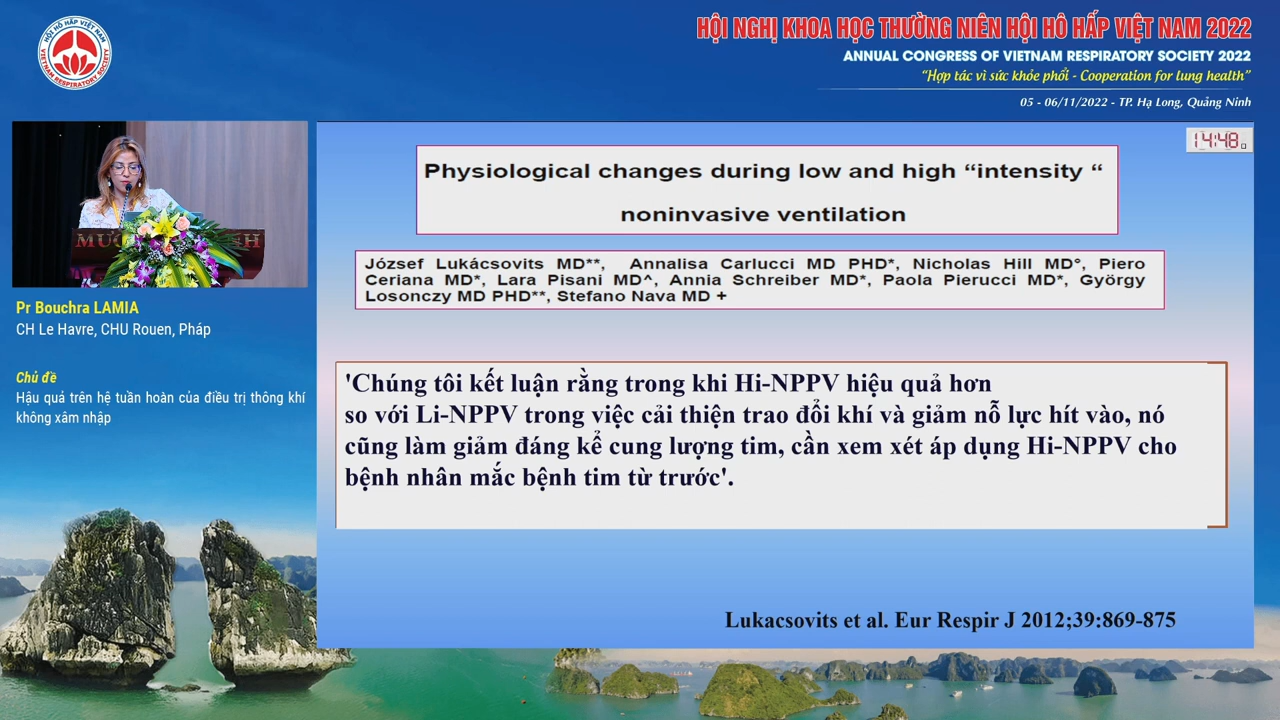 HỘI HÔ HẤP VIỆT NAM
VIETNAM RESPIRATORY SOCIETY
HỘI NGHỊ KHOA HỌC THƯỜNG NIÊN HỘI HÔ HẤP VIỆT NAM 2022
ANNUAL CONGRESS OF VIETNAM RESPIRATORY SOCIETY 2022
“Hợp tác vì sức khỏe phổi - Cooperation for lung health”
05 - 06/11/2022 - TP. Hạ Long, Quảng Ninh
14:48
Pr Bouchra LAMIA
CH Le Havre, CHU Rouen, Pháp
Chủ đề
Hậu quả trên hệ tuần hoàn của điều trị thông khí
không xâm nhập
Physiological changes during low and high “intensity “
noninvasive ventilation
József Lukácsovits MD**, Annalisa Carlucci MD PHD*, Nicholas Hill MD°, Piero
Ceriana MD*, Lara Pisani MD^, Annia Schreiber MD*, Paola Pierucci MD*, György
Losonczy MD PHD**, Stefano Nava MD +
'Chúng tôi kết luận rằng trong khi Hi-NPPV hiệu quả hơn
so với Li-NPPV trong việc cải thiện trao đổi khí và giảm nỗ lực hít vào, nó
cũng làm giảm đáng kể cung lượng tim, cần xem xét áp dụng Hi-NPPV cho
bệnh nhân mắc bệnh tim từ trước'.
Lukacsovits et al. Eur Respir J 2012;39:869-875